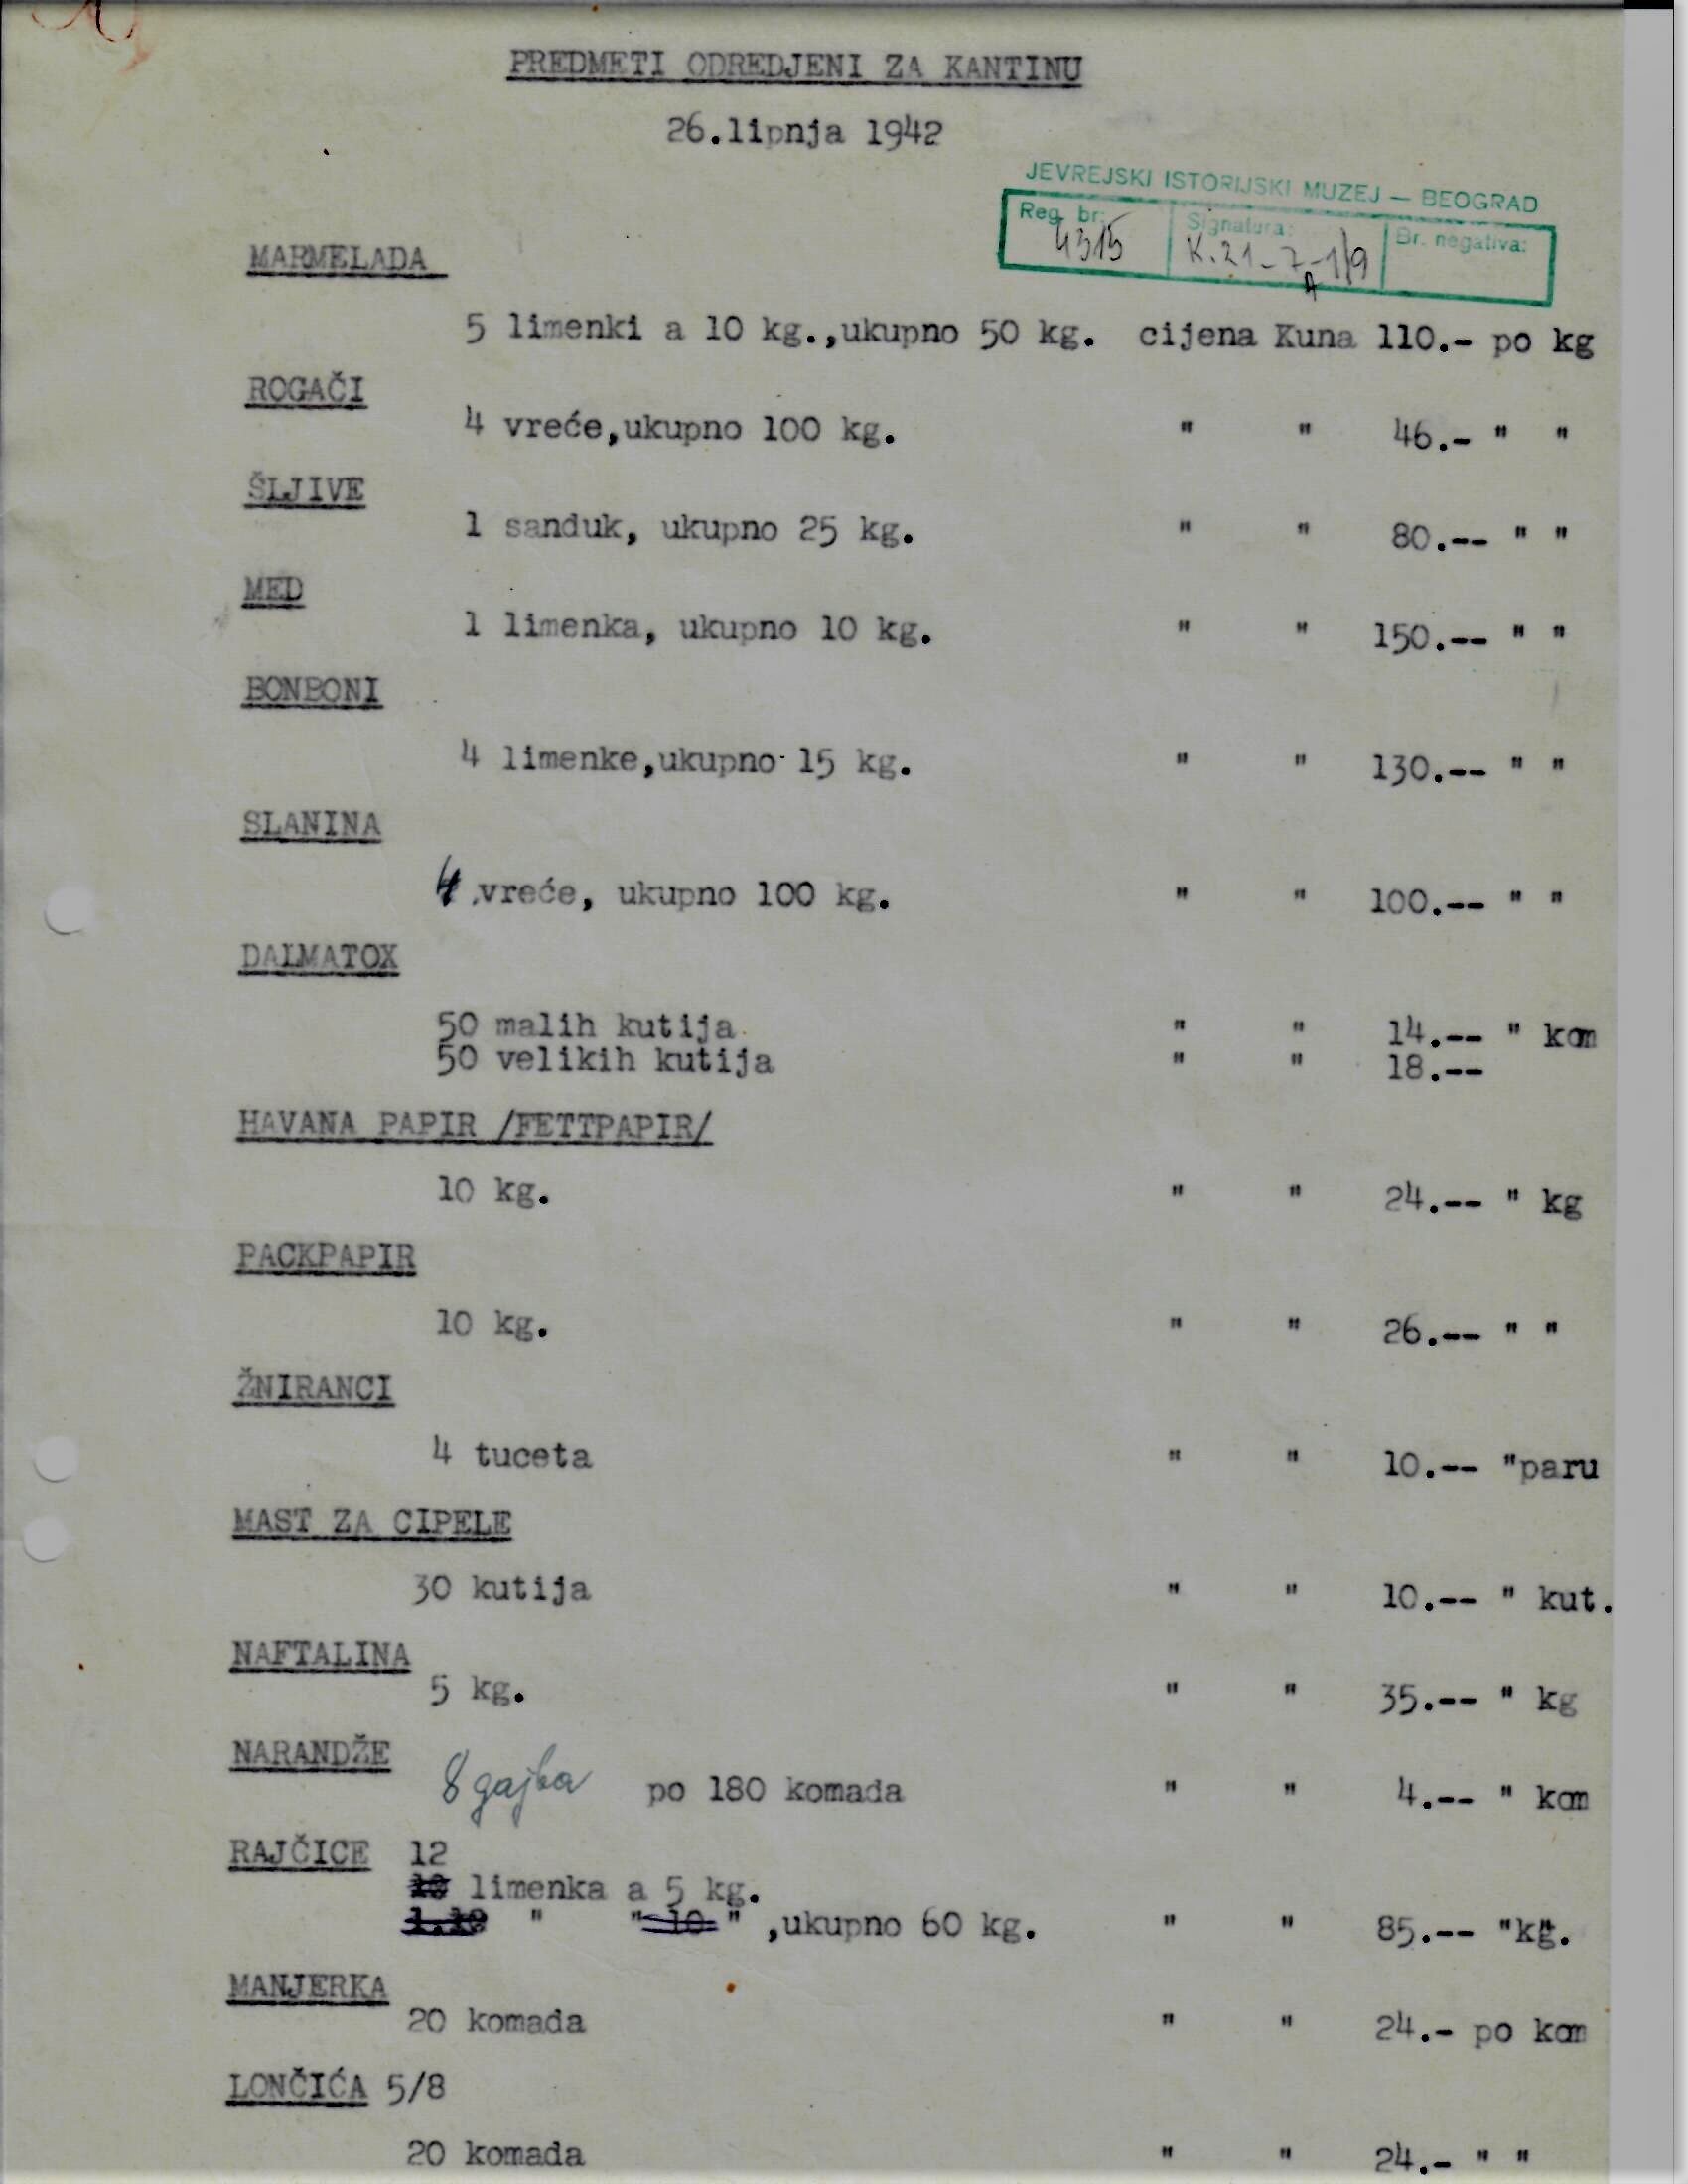 PREDMETI ODREDJENI ZA KANTINU
26.lipnja 1942
JEVREJSKI ISTORIJSKI MUZEJ — BEOGRAD
Reg. br: Signatura: Br. negativa:
4315 K.21-7-1/9
A
MARMELADA
5 limenki a 10 kg.,ukupno 50 kg. cijena Kuna 110.- po kg
ROGAČI
4 vreće,ukupno 100 kg. " " 46.- " "
ŠLJIVE
1 sanduk, ukupno 25 kg. " " 80.-- " "
MED
1 limenka, ukupno 10 kg. " " 150.-- " "
BONBONI
4 limenke,ukupno 15 kg. " " 130.-- " "
SLANINA
4 vreće, ukupno 100 kg. " " 100.-- " "
DALMATOX
50 malih kutija " " 14.-- " kom
50 velikih kutija " " 18.--
HAVANA PAPIR /FETTPAPIR/
10 kg. " " 24.-- " kg
PACKPAPIR
10 kg. " " 26.-- " "
ŽNIRANCI
4 tuceta " " 10.-- "paru
MAST ZA CIPELE
30 kutija " " 10.-- " kut.
NAFTALINA
5 kg. " " 35.-- " kg
NARANDŽE
8 gajba po 180 komada " " 4.-- " kom
RAJČICE 12
limenka a 5 kg.
" " 10 " ,ukupno 60 kg. " " 85.-- "kg.
MANJERKA
20 komada " " 24.- po kom
LONČIĆA 5/8
20 komada " " 24.- " "